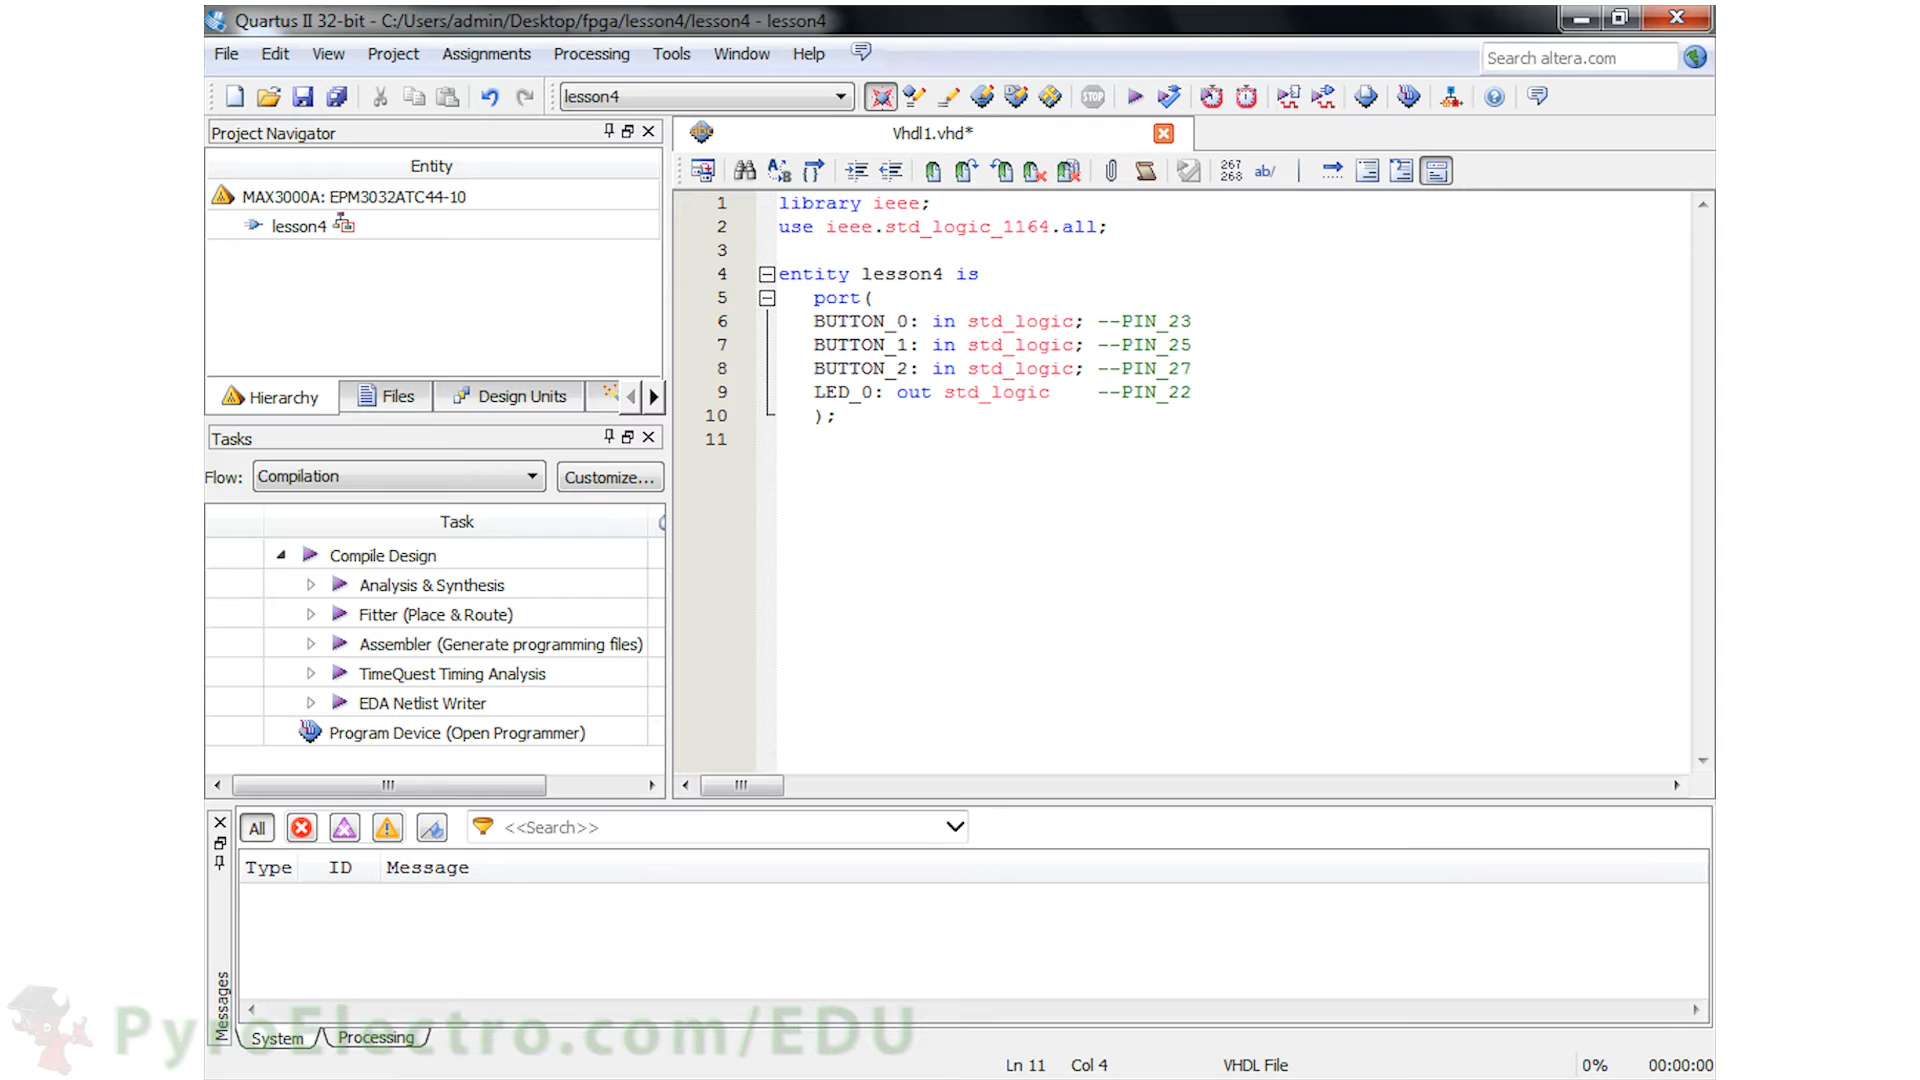 Quartus II 32-bit - C:/Users/admin/Desktop/fpga/lesson4/lesson4 - lesson4
File Edit View Project Assignments Processing Tools Window Help
Search altera.com
lesson4
STOP
Project Navigator
Vhdl1.vhd*
Entity
MAX3000A: EPM3032ATC44-10
lesson4
Hierarchy Files Design Units
267
268
ab/
1 library ieee;
2 use ieee.std_logic_1164.all;
3
4 entity lesson4 is
5 port(
6 BUTTON_0: in std_logic; --PIN_23
7 BUTTON_1: in std_logic; --PIN_25
8 BUTTON_2: in std_logic; --PIN_27
9 LED_0: out std_logic --PIN_22
10 );
11
Tasks
Flow: Compilation Customize...
Task
Compile Design
Analysis & Synthesis
Fitter (Place & Route)
Assembler (Generate programming files)
TimeQuest Timing Analysis
EDA Netlist Writer
Program Device (Open Programmer)
All <<Search>>
Type ID Message
Messages
System Processing
PyroElectro.com/EDU
Ln 11 Col 4 VHDL File 0% 00:00:00